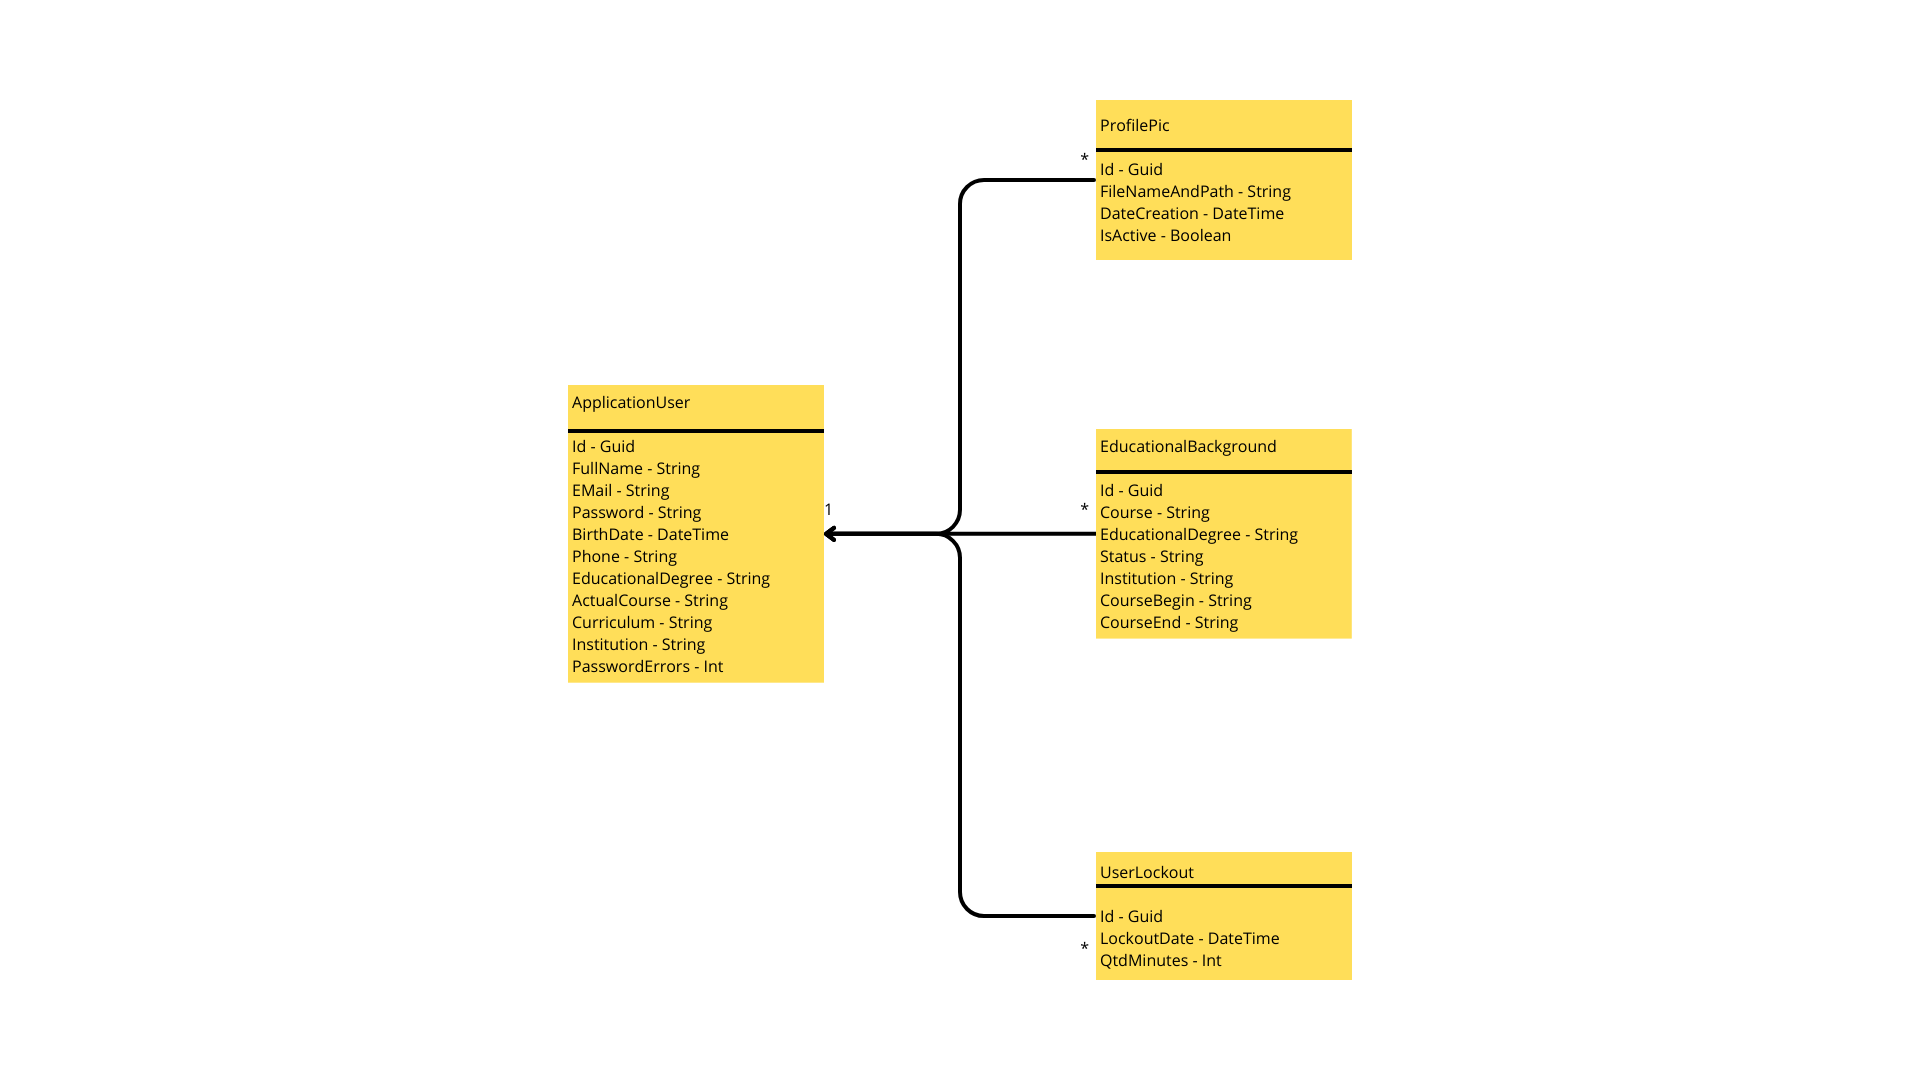 ProfilePic
*
Id - Guid
FileNameAndPath - String
DateCreation - DateTime
IsActive - Boolean
ApplicationUser
Id - Guid
FullName - String
EMail - String
Password - String
BirthDate - DateTime
Phone - String
EducationalDegree - String
ActualCourse - String
Curriculum - String
Institution - String
PasswordErrors - Int
1
*
EducationalBackground
Id - Guid
Course - String
EducationalDegree - String
Status - String
Institution - String
CourseBegin - String
CourseEnd - String
UserLockout
Id - Guid
LockoutDate - DateTime
QtdMinutes - Int
*